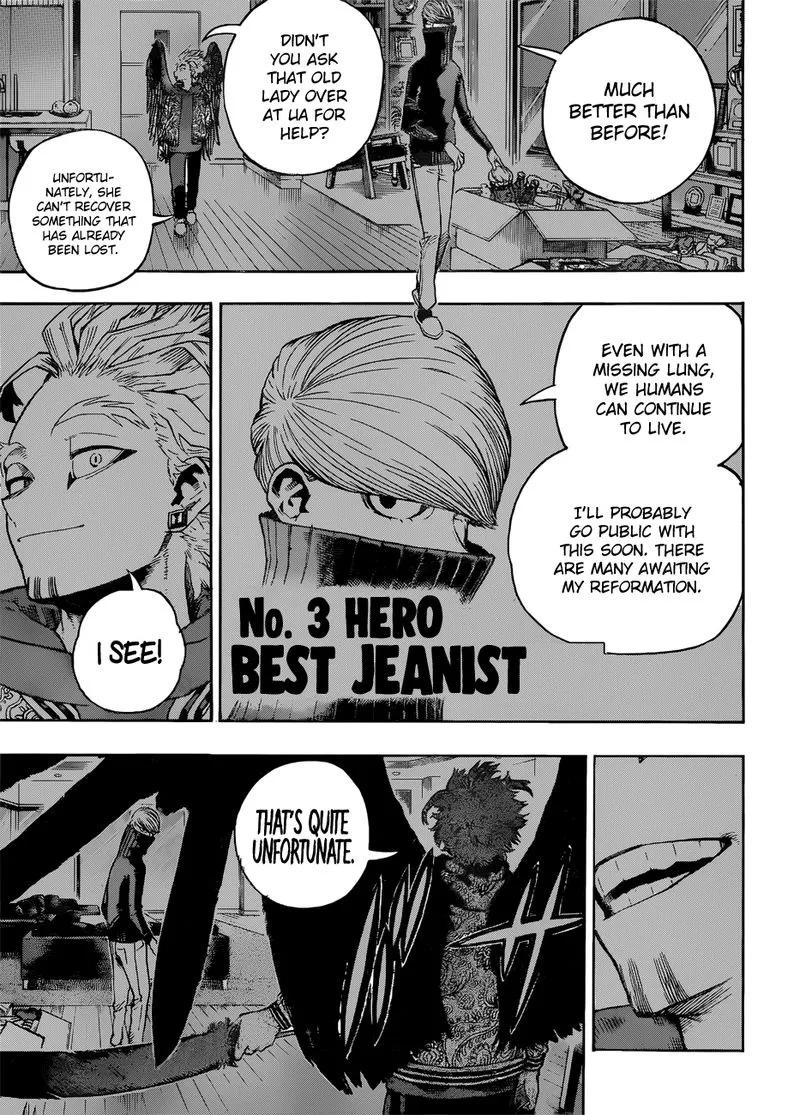 MUCH
BETTER THAN
BEFORE!
DIDN'T
YOU ASK
THAT OLD
LADY OVER
AT UA FOR
HELP?
UNFORTU-
NATELY, SHE
CAN'T RECOVER
SOMETHING THAT
HAS ALREADY
BEEN LOST.
EVEN WITH A
MISSING LUNG,
WE HUMANS
CAN CONTINUE
TO LIVE.
I'LL PROBABLY
GO PUBLIC WITH
THIS SOON. THERE
ARE MANY AWAITING
MY REFORMATION.
No. 3 HERO
BEST JEANIST
I SEE!
THAT'S QUITE
UNFORTUNATE.